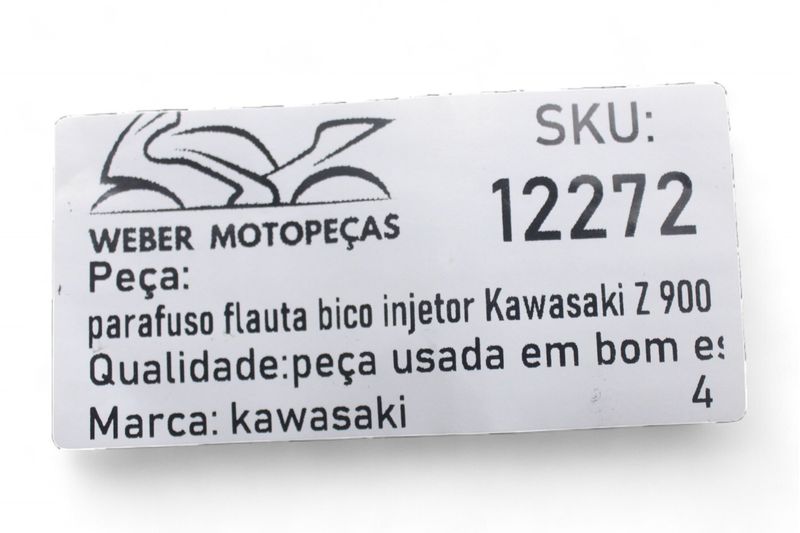 SKU:
12272
WEBER MOTOPEÇAS
Peça:
parafuso flauta bico injetor Kawasaki Z 900
Qualidade:peça usada em bom es
4
Marca: kawasaki